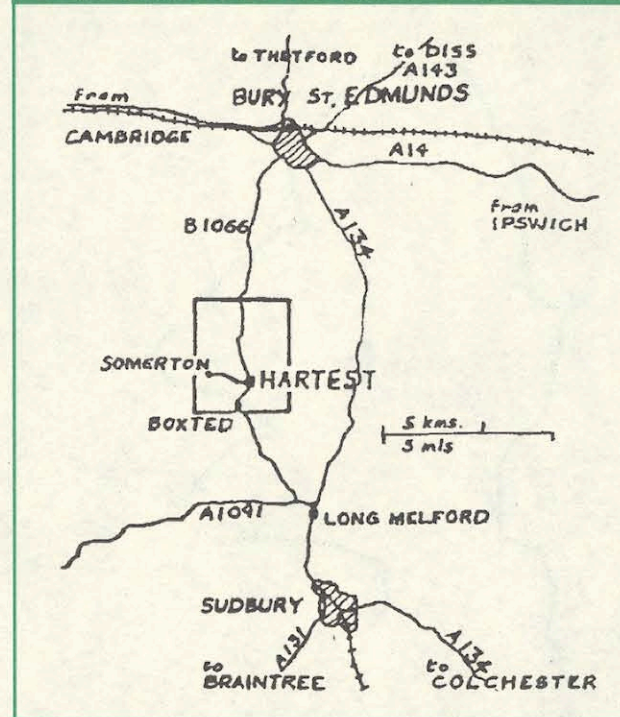 to THETFORD
to DISS
A143
from
BURY ST. EDMUNDS
CAMBRIDGE
A14
from
IPSWICH
B1066
A134
SOMERTON
HARTEST
BOXTED
5 kms.
3 mls
A1091
LONG MELFORD
SUDBURY
A131
A134
to
BRAINTREE
to
COLCHESTER